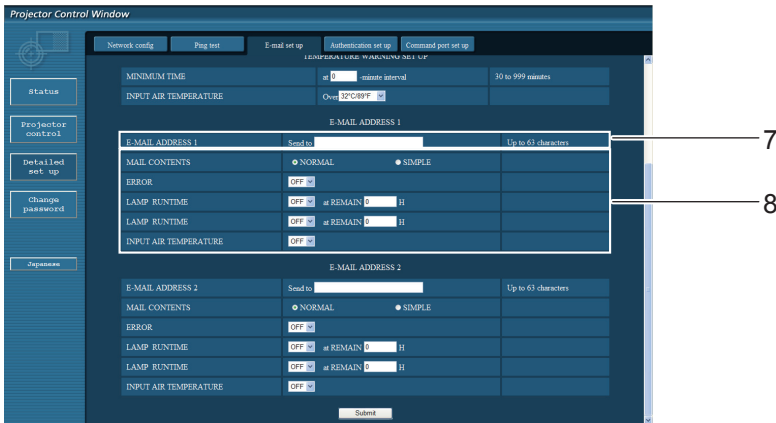 Projector Control Window
Network config Ping test E-mail set up Authentication set up Command port set up
TEMPERATURE WARNING SET UP
MINIMUM TIME at 0 -minute interval 30 to 999 minutes
INPUT AIR TEMPERATURE Over 32°C/89°F
E-MAIL ADDRESS 1
E-MAIL ADDRESS 1 Send to Up to 63 characters 7
MAIL CONTENTS NORMAL SIMPLE
ERROR OFF
LAMP RUNTIME OFF at REMAIN 0 H 8
LAMP RUNTIME OFF at REMAIN 0 H
INPUT AIR TEMPERATURE OFF
E-MAIL ADDRESS 2
E-MAIL ADDRESS 2 Send to Up to 63 characters
MAIL CONTENTS NORMAL SIMPLE
ERROR OFF
LAMP RUNTIME OFF at REMAIN 0 H
LAMP RUNTIME OFF at REMAIN 0 H
INPUT AIR TEMPERATURE OFF
Submit
Status
Projector
control
Detailed
set up
Change
password
Japanese